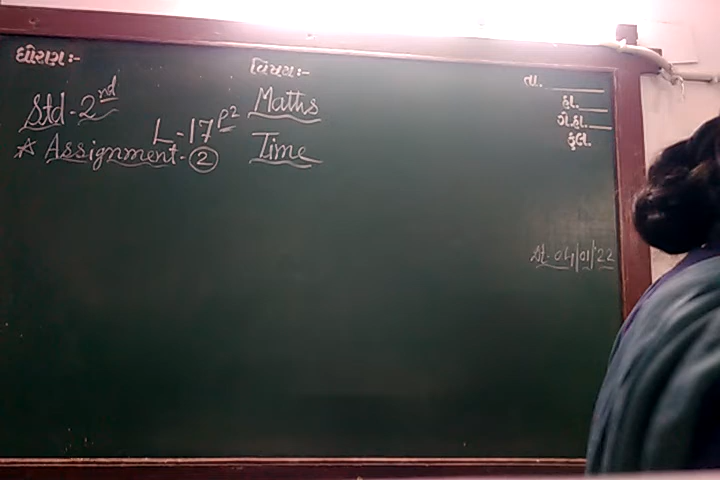 ધોરણ:-
વિષય:-
તા.
Std-2nd
Maths
હા.
ગે.હા.
કુલ.
L-17 P2
* Assignment-2
Time
dt-04/01/'22